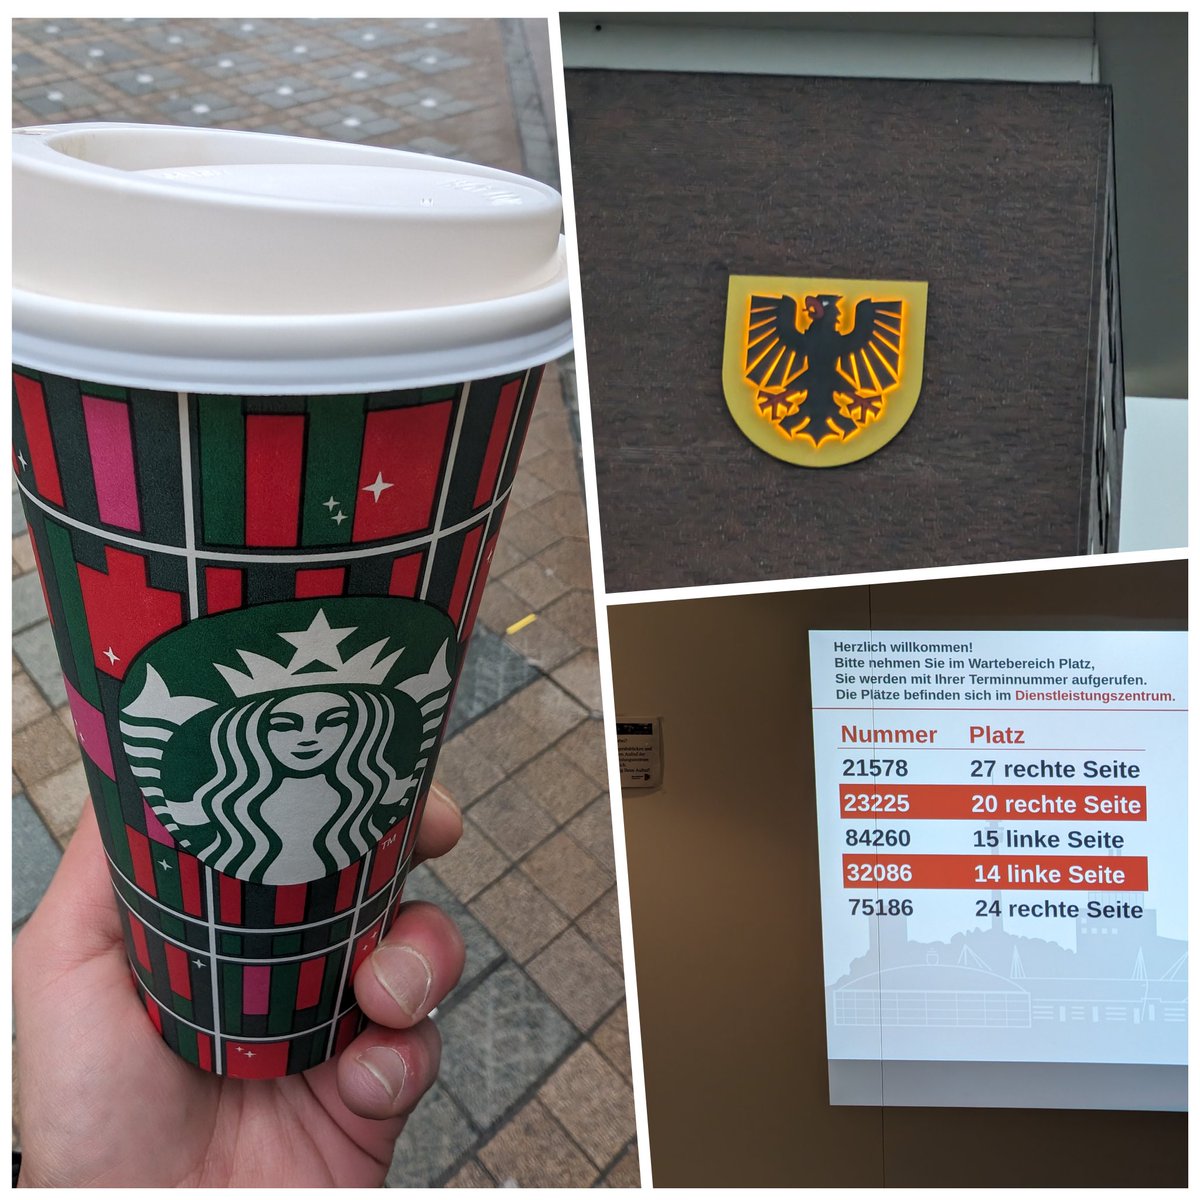 TM
Herzlich willkommen!
Bitte nehmen Sie im Wartebereich Platz,
Sie werden mit Ihrer Terminnummer aufgerufen.
Die Plätze befinden sich im Dienstleistungszentrum.
Nummer Platz
21578 27 rechte Seite
23225 20 rechte Seite
84260 15 linke Seite
32086 14 linke Seite
75186 24 rechte Seite